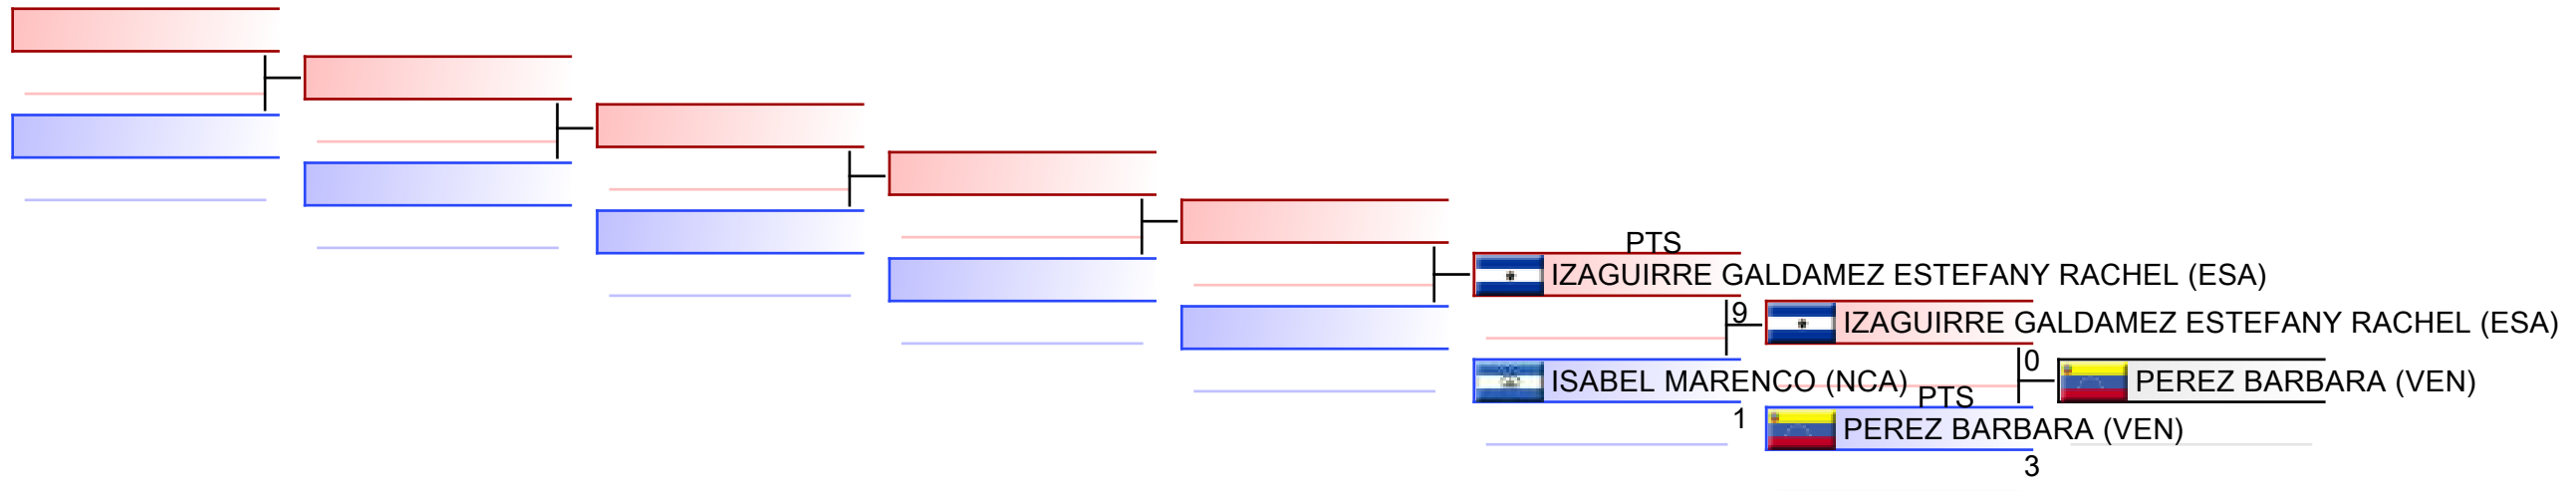 PTS
IZAGUIRRE GALDAMEZ ESTEFANY RACHEL (ESA)
9
IZAGUIRRE GALDAMEZ ESTEFANY RACHEL (ESA)
0
ISABEL MARENCO (NCA)
PEREZ BARBARA (VEN)
PTS
1
PEREZ BARBARA (VEN)
3